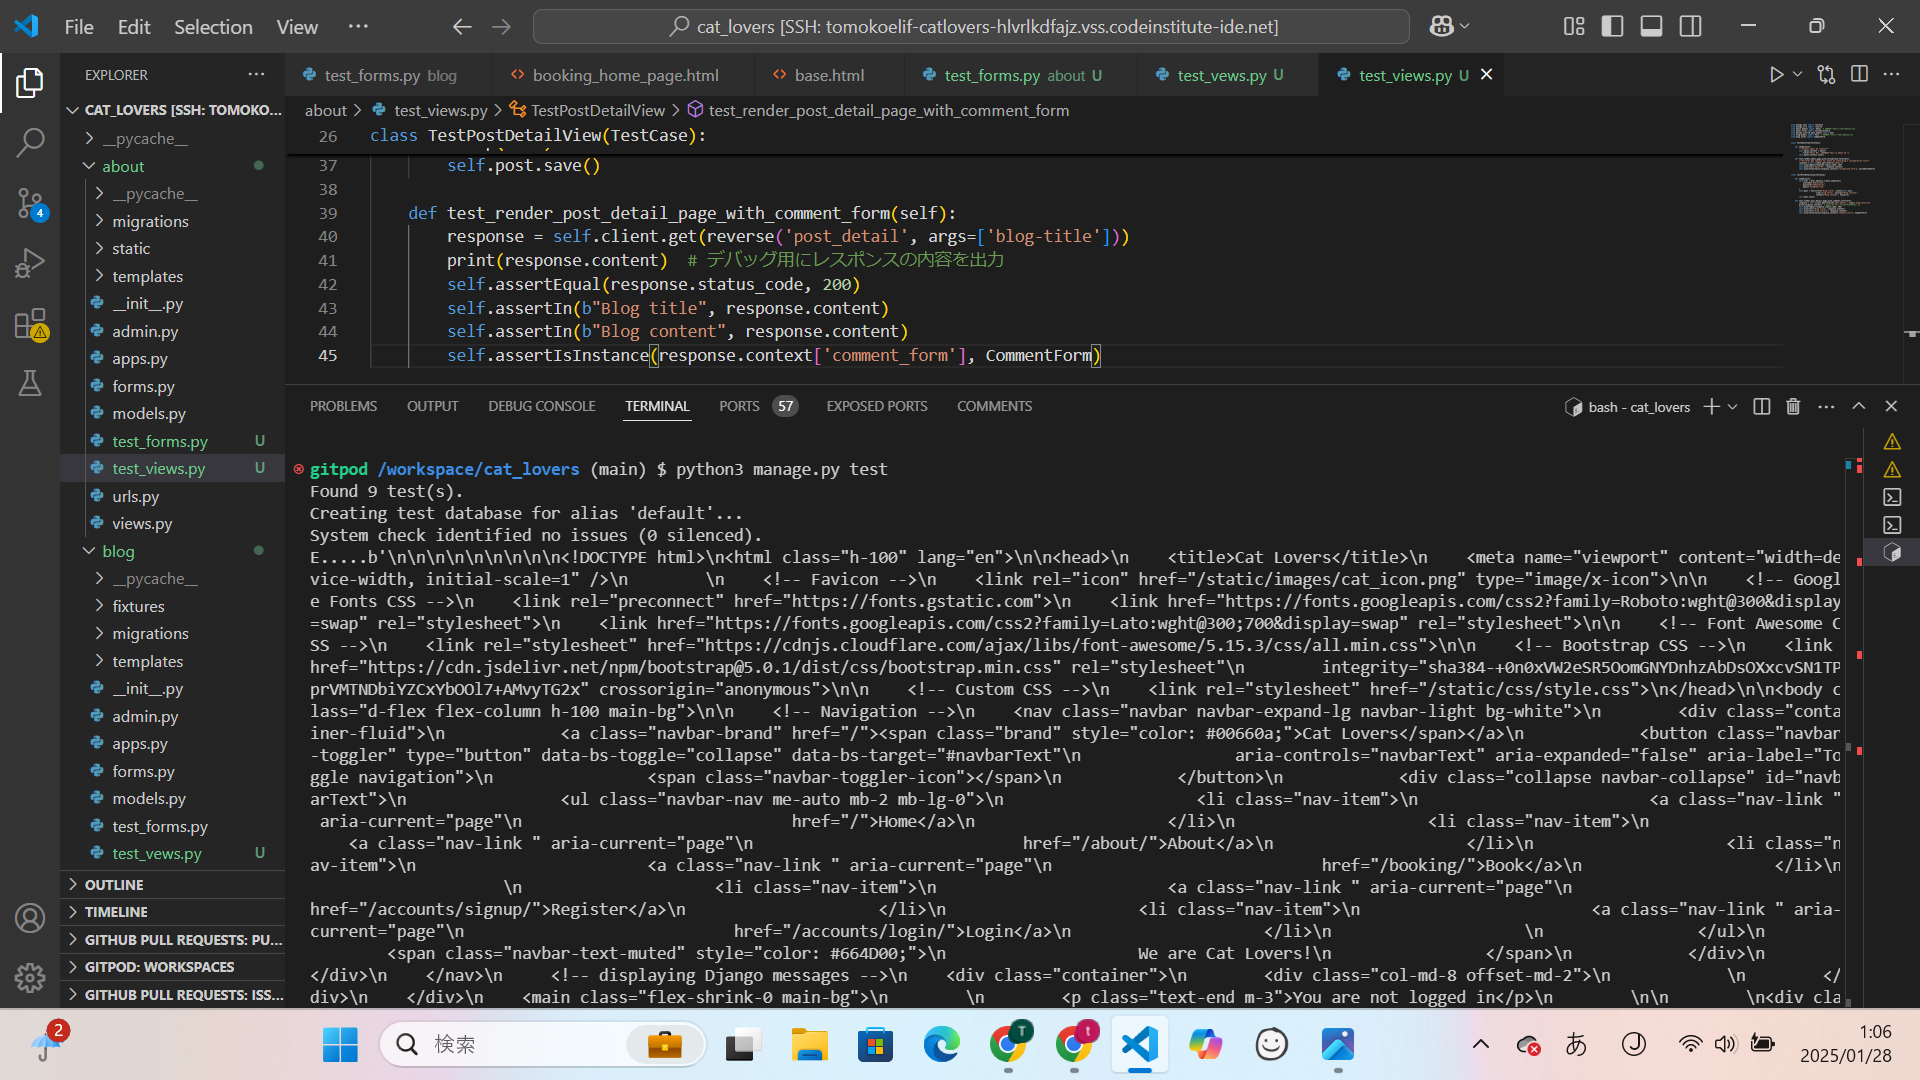 File Edit Selection View ···
cat_lovers [SSH: tomokoelif-catlovers-hlvrlkdfajz.vss.codeinstitute-ide.net]
EXPLORER
CAT_LOVERS [SSH: TOMOKO...
__pycache__
about
__pycache__
migrations
static
templates
__init__.py
admin.py
apps.py
forms.py
models.py
test_forms.py U
test_views.py U
urls.py
views.py
blog
__pycache__
fixtures
migrations
templates
__init__.py
admin.py
apps.py
forms.py
models.py
test_forms.py
test_vews.py U
OUTLINE
TIMELINE
GITHUB PULL REQUESTS: PU...
GITPOD: WORKSPACES
GITHUB PULL REQUESTS: ISS...
4
test_forms.py blog
booking_home_page.html
base.html
test_forms.py about U
test_vews.py U
test_views.py U
about > test_views.py > TestPostDetailView > test_render_post_detail_page_with_comment_form
26 class TestPostDetailView(TestCase):
37 self.post.save()
38
39 def test_render_post_detail_page_with_comment_form(self):
40 response = self.client.get(reverse('post_detail', args=['blog-title']))
41 print(response.content)  # デバッグ用にレスポンスの内容を出力
42 self.assertEqual(response.status_code, 200)
43 self.assertIn(b"Blog title", response.content)
44 self.assertIn(b"Blog content", response.content)
45 self.assertIsInstance(response.context['comment_form'], CommentForm)
PROBLEMS OUTPUT DEBUG CONSOLE TERMINAL PORTS 57 EXPOSED PORTS COMMENTS
bash - cat_lovers
gitpod /workspace/cat_lovers (main) $ python3 manage.py test
Found 9 test(s).
Creating test database for alias 'default'...
System check identified no issues (0 silenced).
E.....b'\n\n\n\n\n\n\n\n\n<!DOCTYPE html>\n<html class="h-100" lang="en">\n\n<head>\n    <title>Cat Lovers</title>\n    <meta name="viewport" content="width=de
vice-width, initial-scale=1" />\n        \n    <!-- Favicon -->\n    <link rel="icon" href="/static/images/cat_icon.png" type="image/x-icon">\n\n    <!-- Googl
e Fonts CSS -->\n    <link rel="preconnect" href="https://fonts.gstatic.com">\n    <link href="https://fonts.googleapis.com/css2?family=Roboto:wght@300&display
=swap" rel="stylesheet">\n    <link href="https://fonts.googleapis.com/css2?family=Lato:wght@300;700&display=swap" rel="stylesheet">\n\n    <!-- Font Awesome C
SS -->\n    <link rel="stylesheet" href="https://cdnjs.cloudflare.com/ajax/libs/font-awesome/5.15.3/css/all.min.css">\n\n    <!-- Bootstrap CSS -->\n    <link
href="https://cdn.jsdelivr.net/npm/bootstrap@5.0.1/dist/css/bootstrap.min.css" rel="stylesheet"\n        integrity="sha384-+0n0xVW2eSR5OomGNYDnhzAbDsOXxcvSN1TP
prVMTNDbiYZCxYbOOl7+AMvyTG2x" crossorigin="anonymous">\n\n    <!-- Custom CSS -->\n    <link rel="stylesheet" href="/static/css/style.css">\n</head>\n\n<body c
lass="d-flex flex-column h-100 main-bg">\n\n    <!-- Navigation -->\n    <nav class="navbar navbar-expand-lg navbar-light bg-white">\n        <div class="conta
iner-fluid">\n            <a class="navbar-brand" href="/"><span class="brand" style="color: #00660a;">Cat Lovers</span></a>\n            <button class="navbar
-toggler" type="button" data-bs-toggle="collapse" data-bs-target="#navbarText"\n                aria-controls="navbarText" aria-expanded="false" aria-label="To
ggle navigation">\n                <span class="navbar-toggler-icon"></span>\n            </button>\n            <div class="collapse navbar-collapse" id="navb
arText">\n                <ul class="navbar-nav me-auto mb-2 mb-lg-0">\n                    <li class="nav-item">\n                        <a class="nav-link "
 aria-current="page"\n                            href="/">Home</a>\n                    </li>\n                    <li class="nav-item">\n
    <a class="nav-link " aria-current="page"\n                            href="/about/">About</a>\n                    </li>\n                    <li class="n
av-item">\n                        <a class="nav-link " aria-current="page"\n                            href="/booking/">Book</a>\n                    </li>\n
                    \n                    <li class="nav-item">\n                        <a class="nav-link " aria-current="page"\n
href="/accounts/signup/">Register</a>\n                    </li>\n                    <li class="nav-item">\n                        <a class="nav-link " aria-
current="page"\n                            href="/accounts/login/">Login</a>\n                    </li>\n                    \n                </ul>\n
        <span class="navbar-text-muted" style="color: #664D00;">\n                    We are Cat Lovers!\n                </span>\n            </div>\n
</div>\n    </nav>\n    <!-- displaying Django messages -->\n    <div class="container">\n        <div class="col-md-8 offset-md-2">\n            \n        </
div>\n    </div>\n    <main class="flex-shrink-0 main-bg">\n        \n        <p class="text-end m-3">You are not logged in</p>\n        \n\n        \n<div cla
2
検索
T
t
あ
1:06
2025/01/28